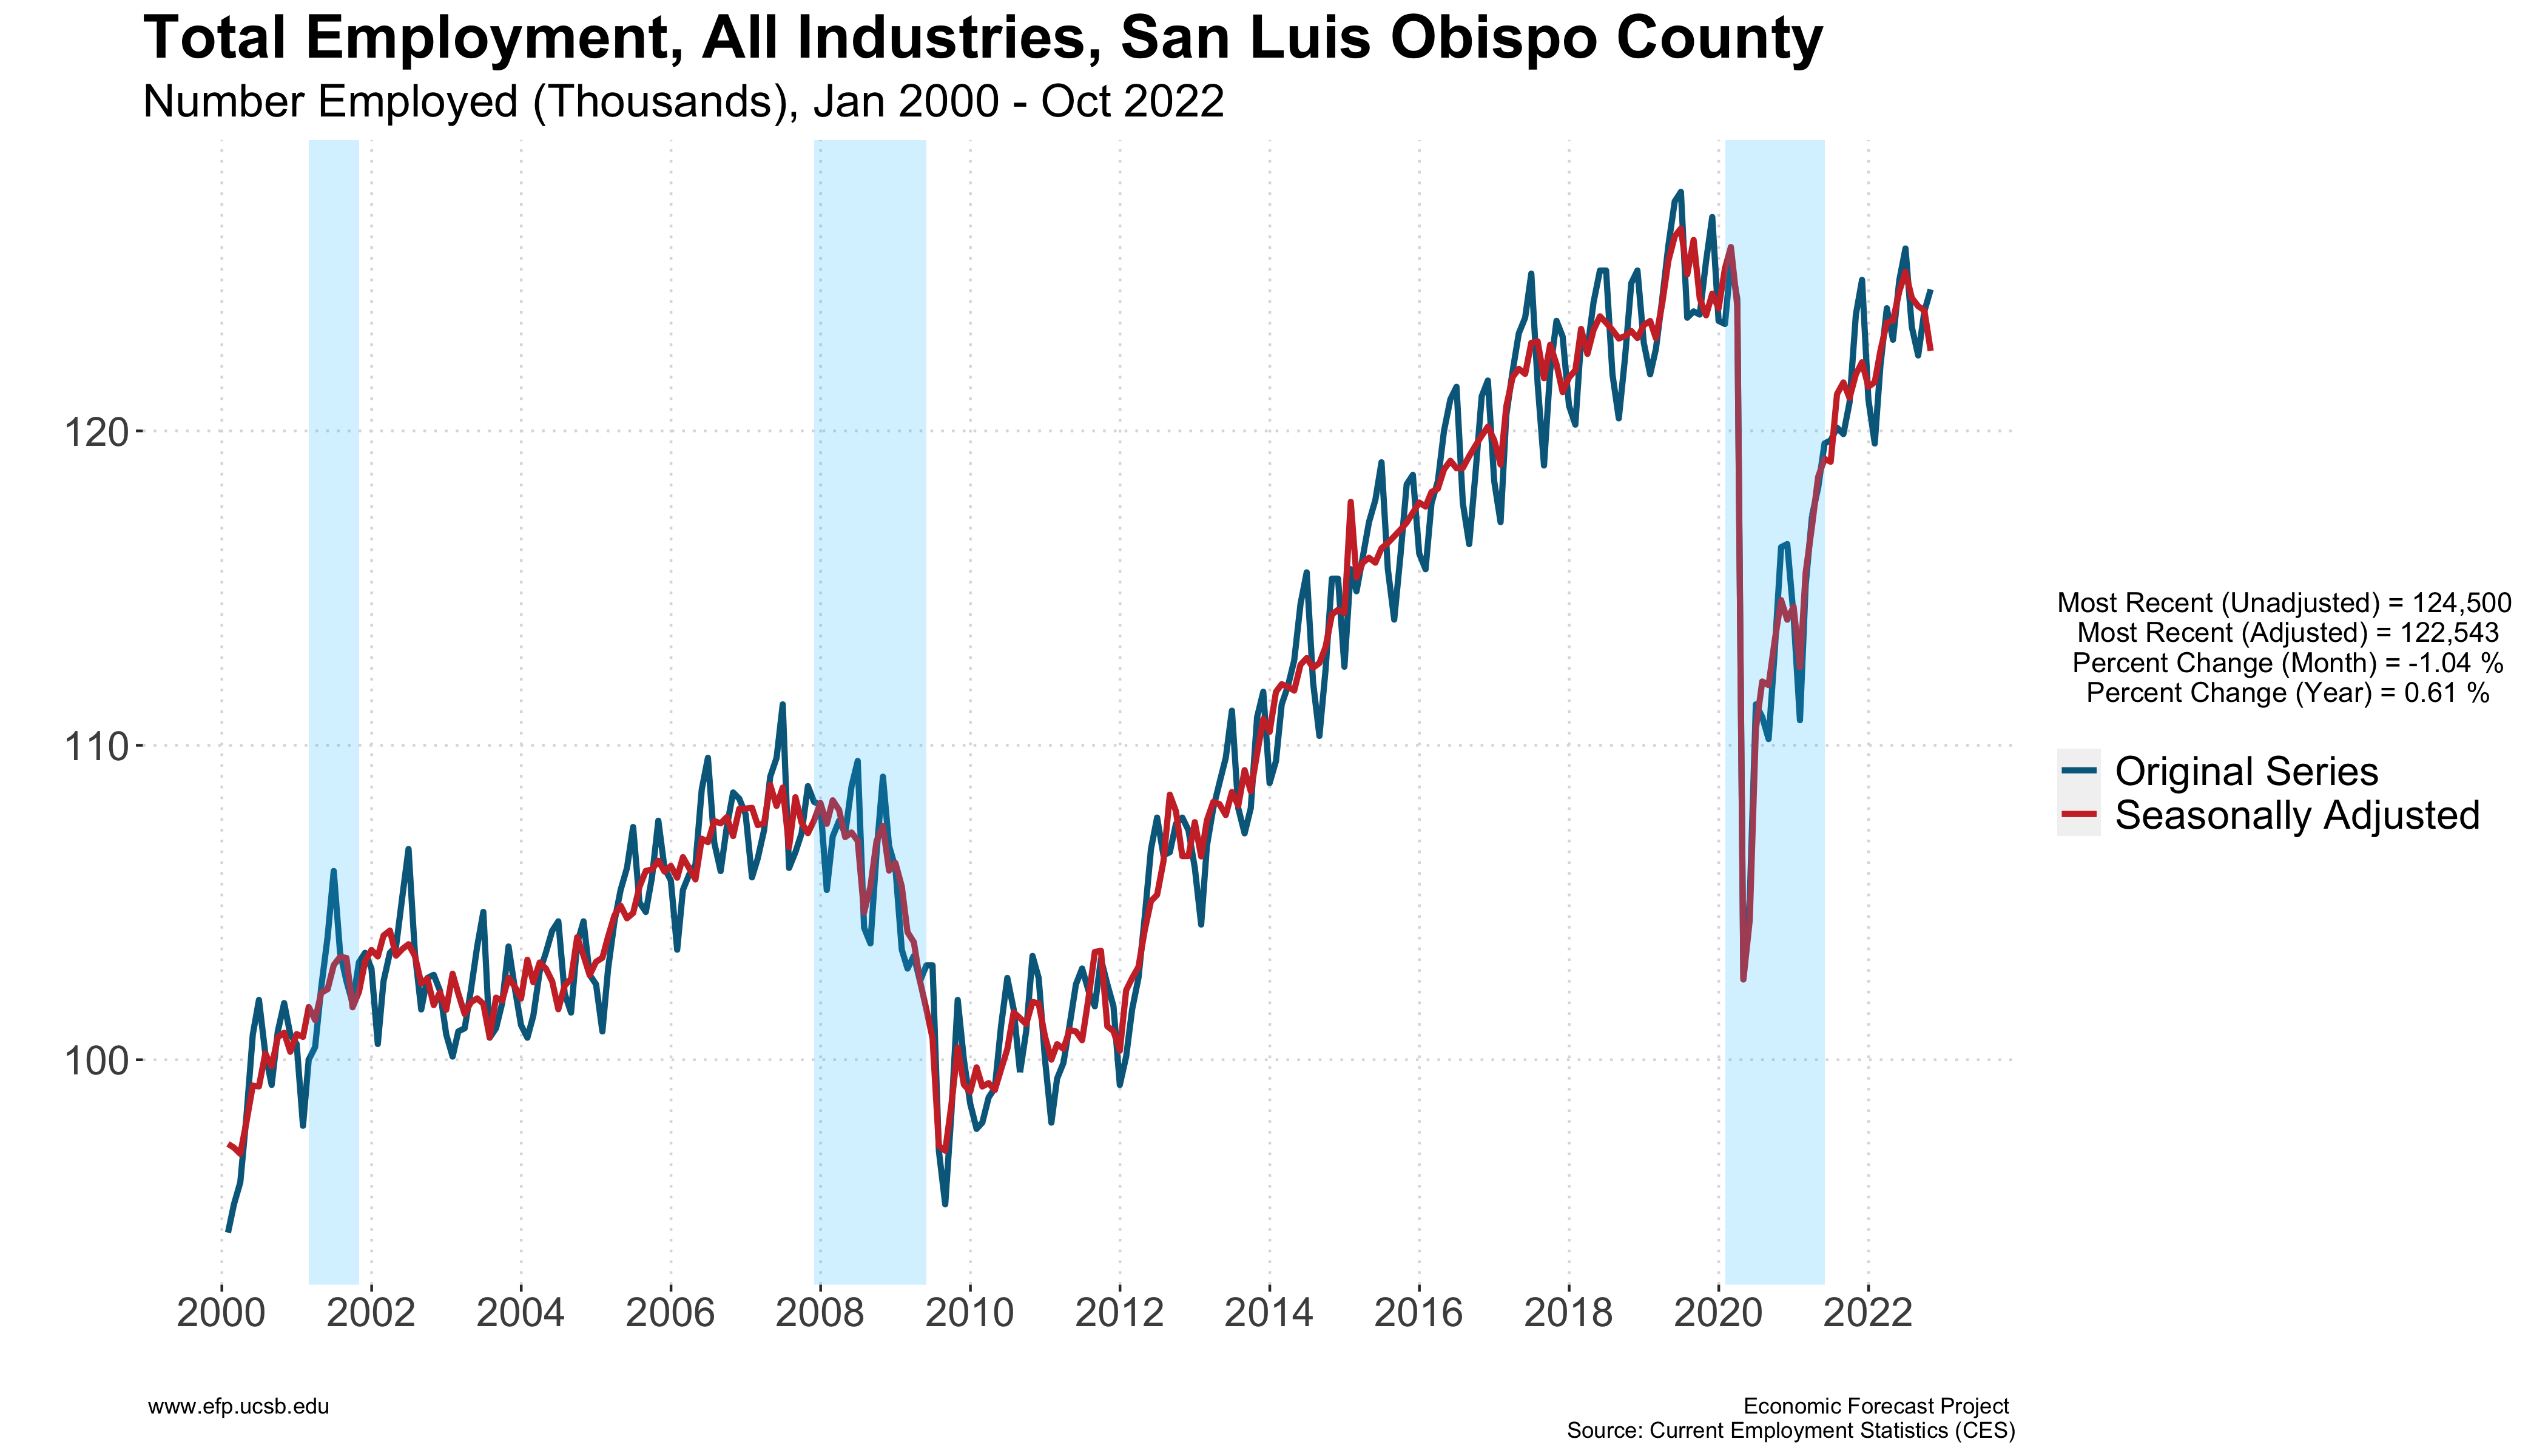 Total Employment, All Industries, San Luis Obispo County
Number Employed (Thousands), Jan 2000 - Oct 2022
120
110
100
2000 2002 2004 2006 2008 2010 2012 2014 2016 2018 2020 2022
Most Recent (Unadjusted) = 124,500
Most Recent (Adjusted) = 122,543
Percent Change (Month) = -1.04 %
Percent Change (Year) = 0.61 %
Original Series
Seasonally Adjusted
www.efp.ucsb.edu
Economic Forecast Project
Source: Current Employment Statistics (CES)